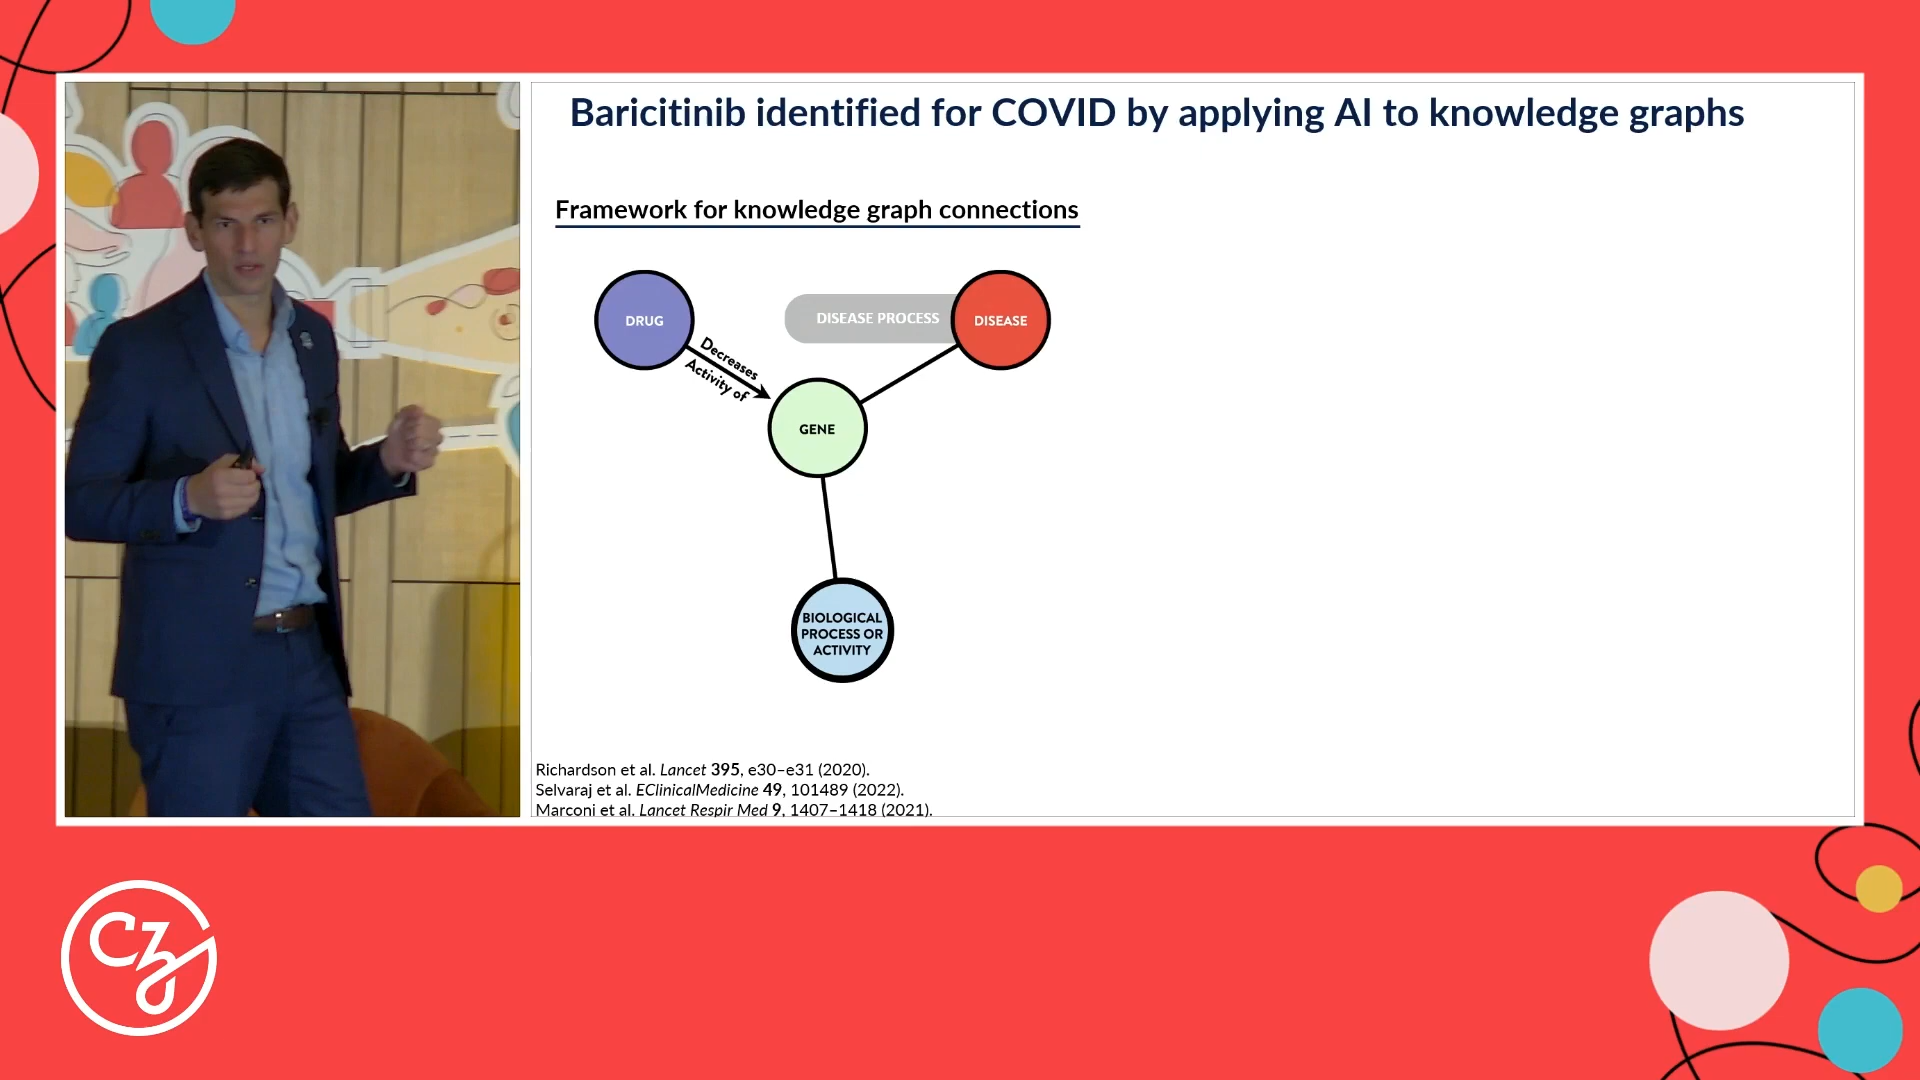 Baricitinib identified for COVID by applying AI to knowledge graphs
Framework for knowledge graph connections
DRUG
DISEASE PROCESS
DISEASE
Decreases
Activity of
GENE
BIOLOGICAL
PROCESS OR
ACTIVITY
Richardson et al. Lancet 395, e30–e31 (2020).
Selvaraj et al. EClinicalMedicine 49, 101489 (2022).
Marconi et al. Lancet Respir Med 9, 1407–1418 (2021).
CZ